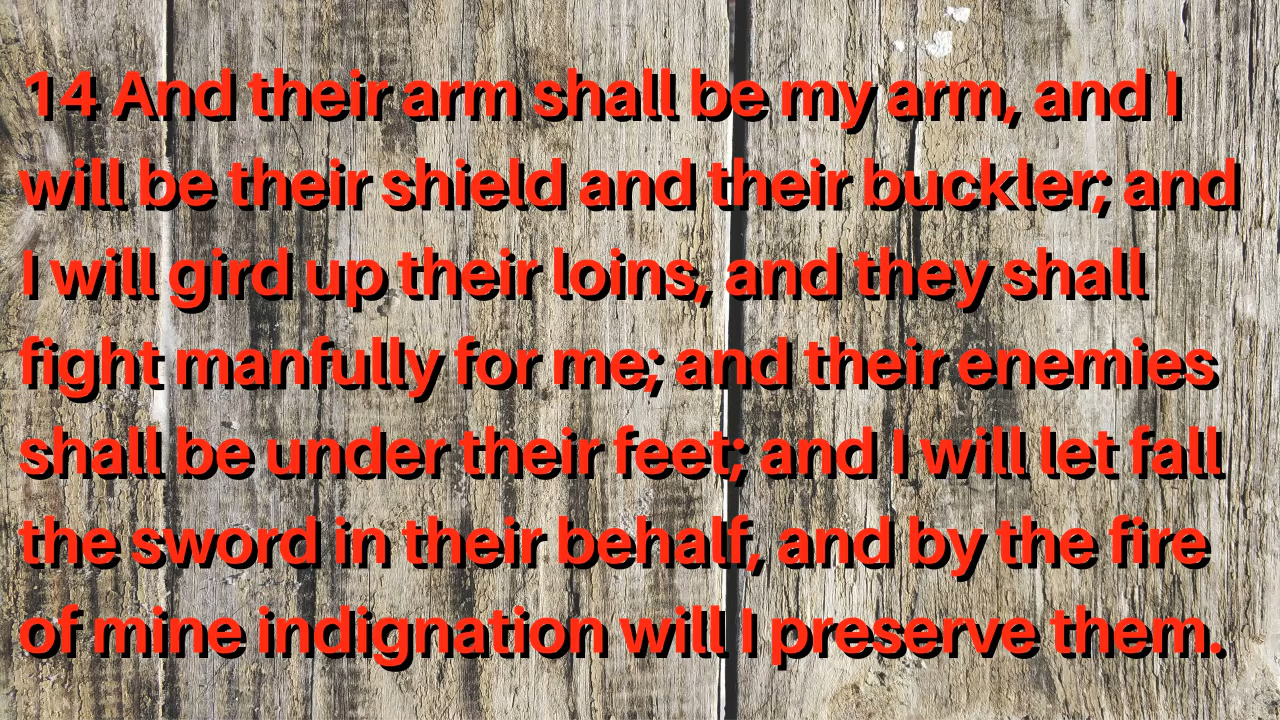 14 And their arm shall be my arm, and I
will be their shield and their buckler; and
I will gird up their loins, and they shall
fight manfully for me; and their enemies
shall be under their feet; and I will let fall
the sword in their behalf, and by the fire
of mine indignation will I preserve them.